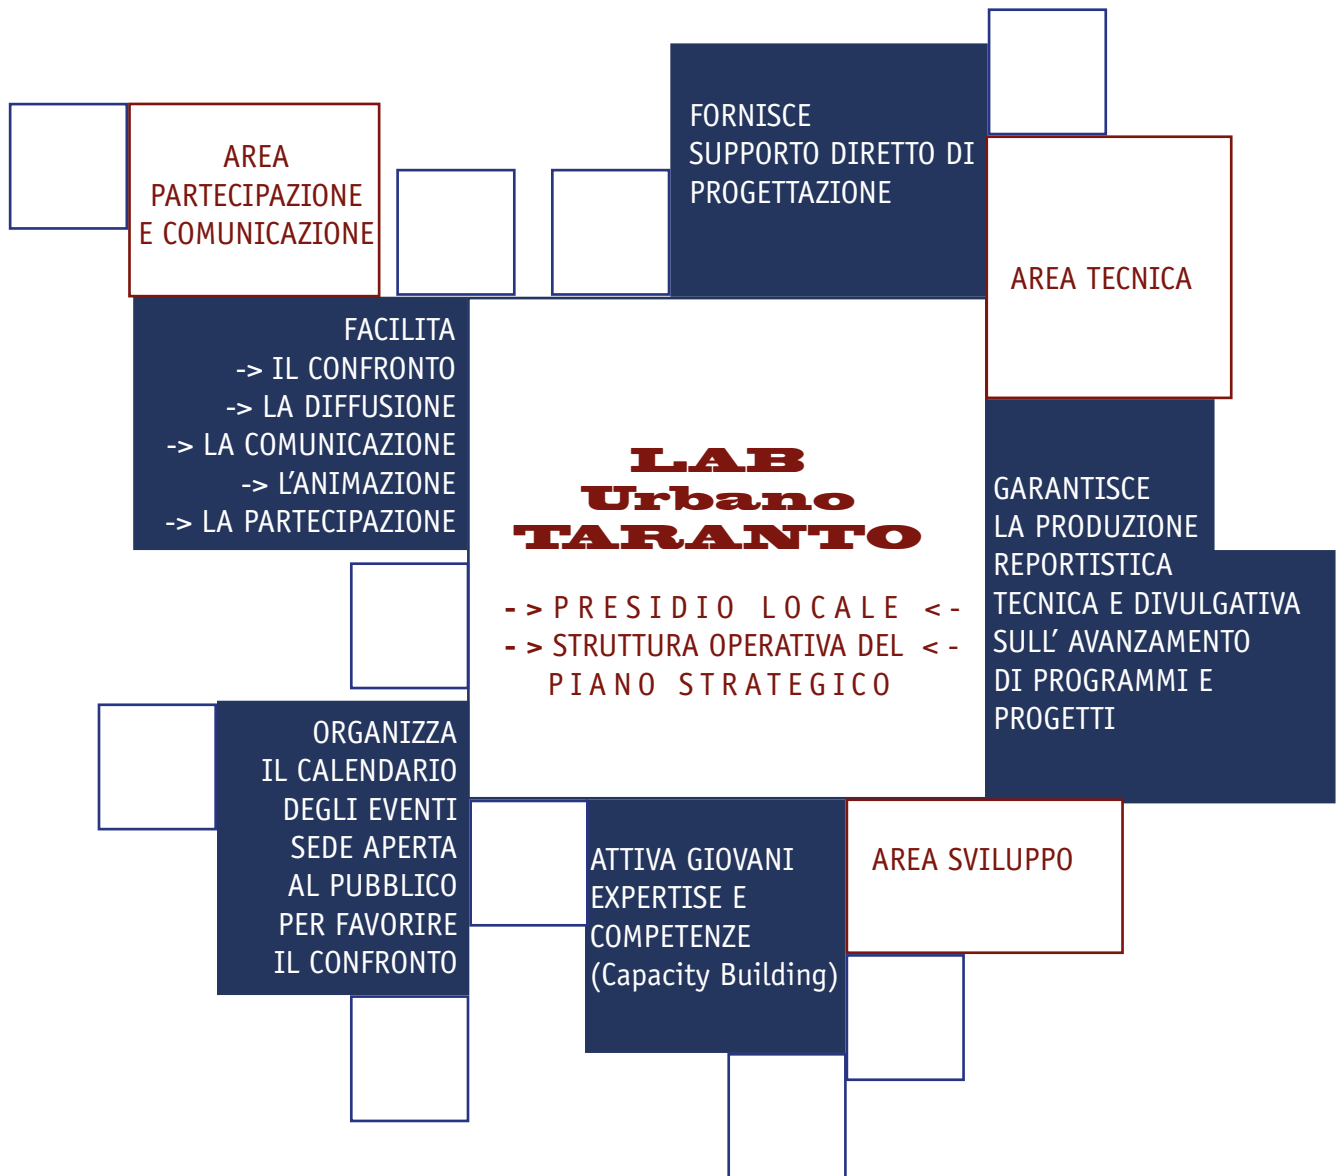 AREA
PARTECIPAZIONE
E COMUNICAZIONE
FORNISCE
SUPPORTO DIRETTO DI
PROGETTAZIONE
AREA TECNICA
FACILITA
-> IL CONFRONTO
-> LA DIFFUSIONE
-> LA COMUNICAZIONE
-> L'ANIMAZIONE
-> LA PARTECIPAZIONE
LAB
Urbano
TARANTO
-> PRESIDIO LOCALE <-
-> STRUTTURA OPERATIVA DEL <-
PIANO STRATEGICO
GARANTISCE
LA PRODUZIONE
REPORTISTICA
TECNICA E DIVULGATIVA
SULL' AVANZAMENTO
DI PROGRAMMI E
PROGETTI
ORGANIZZA
IL CALENDARIO
DEGLI EVENTI
SEDE APERTA
AL PUBBLICO
PER FAVORIRE
IL CONFRONTO
ATTIVA GIOVANI
EXPERTISE E
COMPETENZE
(Capacity Building)
AREA SVILUPPO